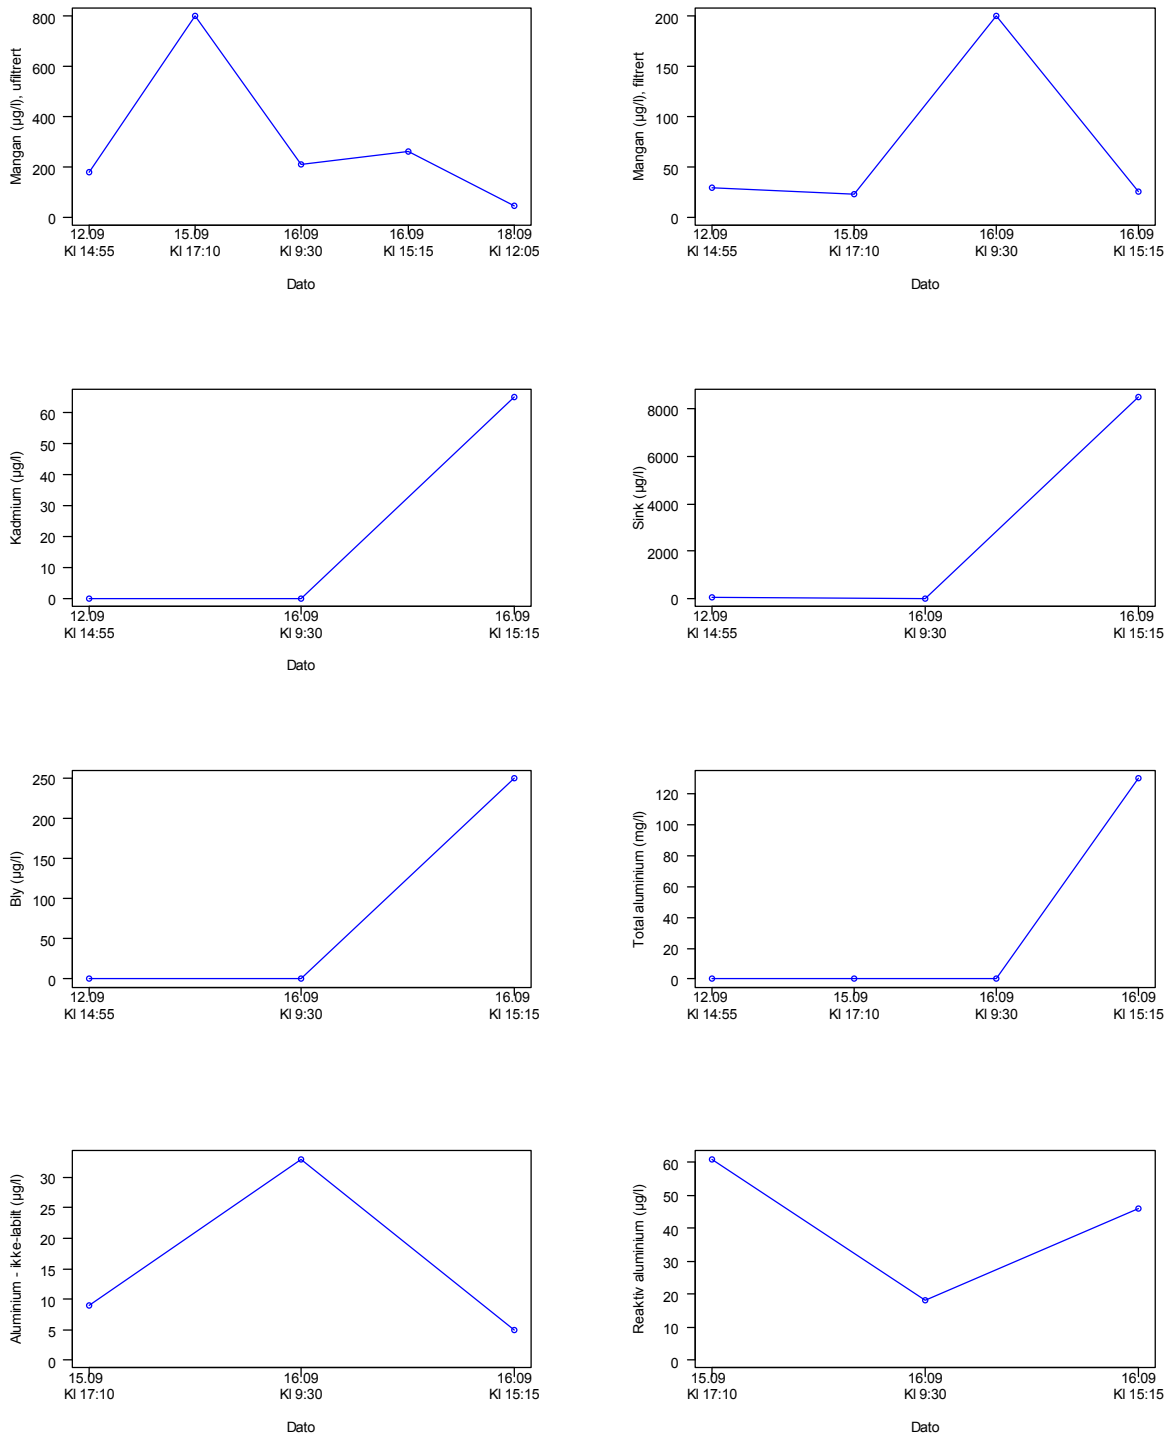 Mangan (µg/l), ufiltrert
800
600
400
200
0
12.09 15.09 16.09 16.09 18.09
Kl 14:55 Kl 17:10 Kl 9:30 Kl 15:15 Kl 12:05
Dato
Mangan (µg/l), filtrert
200
150
100
50
0
12.09 15.09 16.09 16.09
Kl 14:55 Kl 17:10 Kl 9:30 Kl 15:15
Dato
Kadmium (µg/l)
60
50
40
30
20
10
0
12.09 16.09 16.09
Kl 14:55 Kl 9:30 Kl 15:15
Dato
Sink (µg/l)
8000
6000
4000
2000
0
12.09 16.09 16.09
Kl 14:55 Kl 9:30 Kl 15:15
Bly (µg/l)
250
200
150
100
50
0
12.09 16.09 16.09
Kl 14:55 Kl 9:30 Kl 15:15
Total aluminium (mg/l)
120
100
80
60
40
20
0
12.09 15.09 16.09 16.09
Kl 14:55 Kl 17:10 Kl 9:30 Kl 15:15
Aluminium - ikke-labilt (µg/l)
30
25
20
15
10
5
0
15.09 16.09 16.09
Kl 17:10 Kl 9:30 Kl 15:15
Dato
Reaktiv aluminium (µg/l)
60
50
40
30
20
10
0
15.09 16.09 16.09
Kl 17:10 Kl 9:30 Kl 15:15
Dato